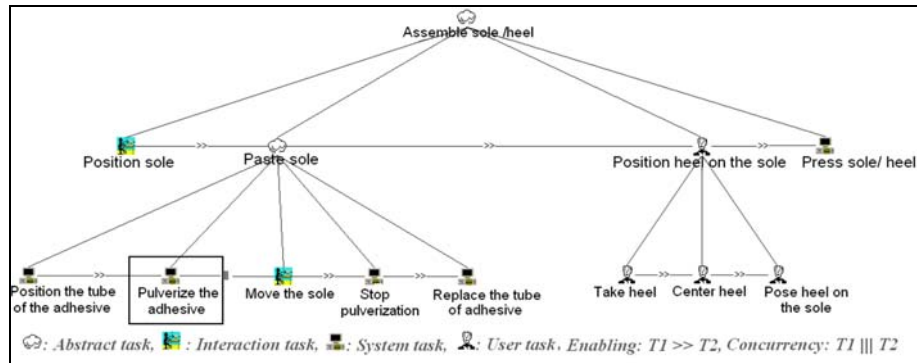 Assemble sole /heel
>> >> >>
Position sole Paste sole Position heel on the sole Press sole/ heel
>> ||| >> >> >> >>
Position the tube Pulverize the Move the sole Stop Replace the tube Take heel Center heel Pose heel on
of the adhesive adhesive pulverization of adhesive the sole
: Abstract task, : Interaction task, : System task, : User task, Enabling: T1 >> T2, Concurrency: T1 ||| T2